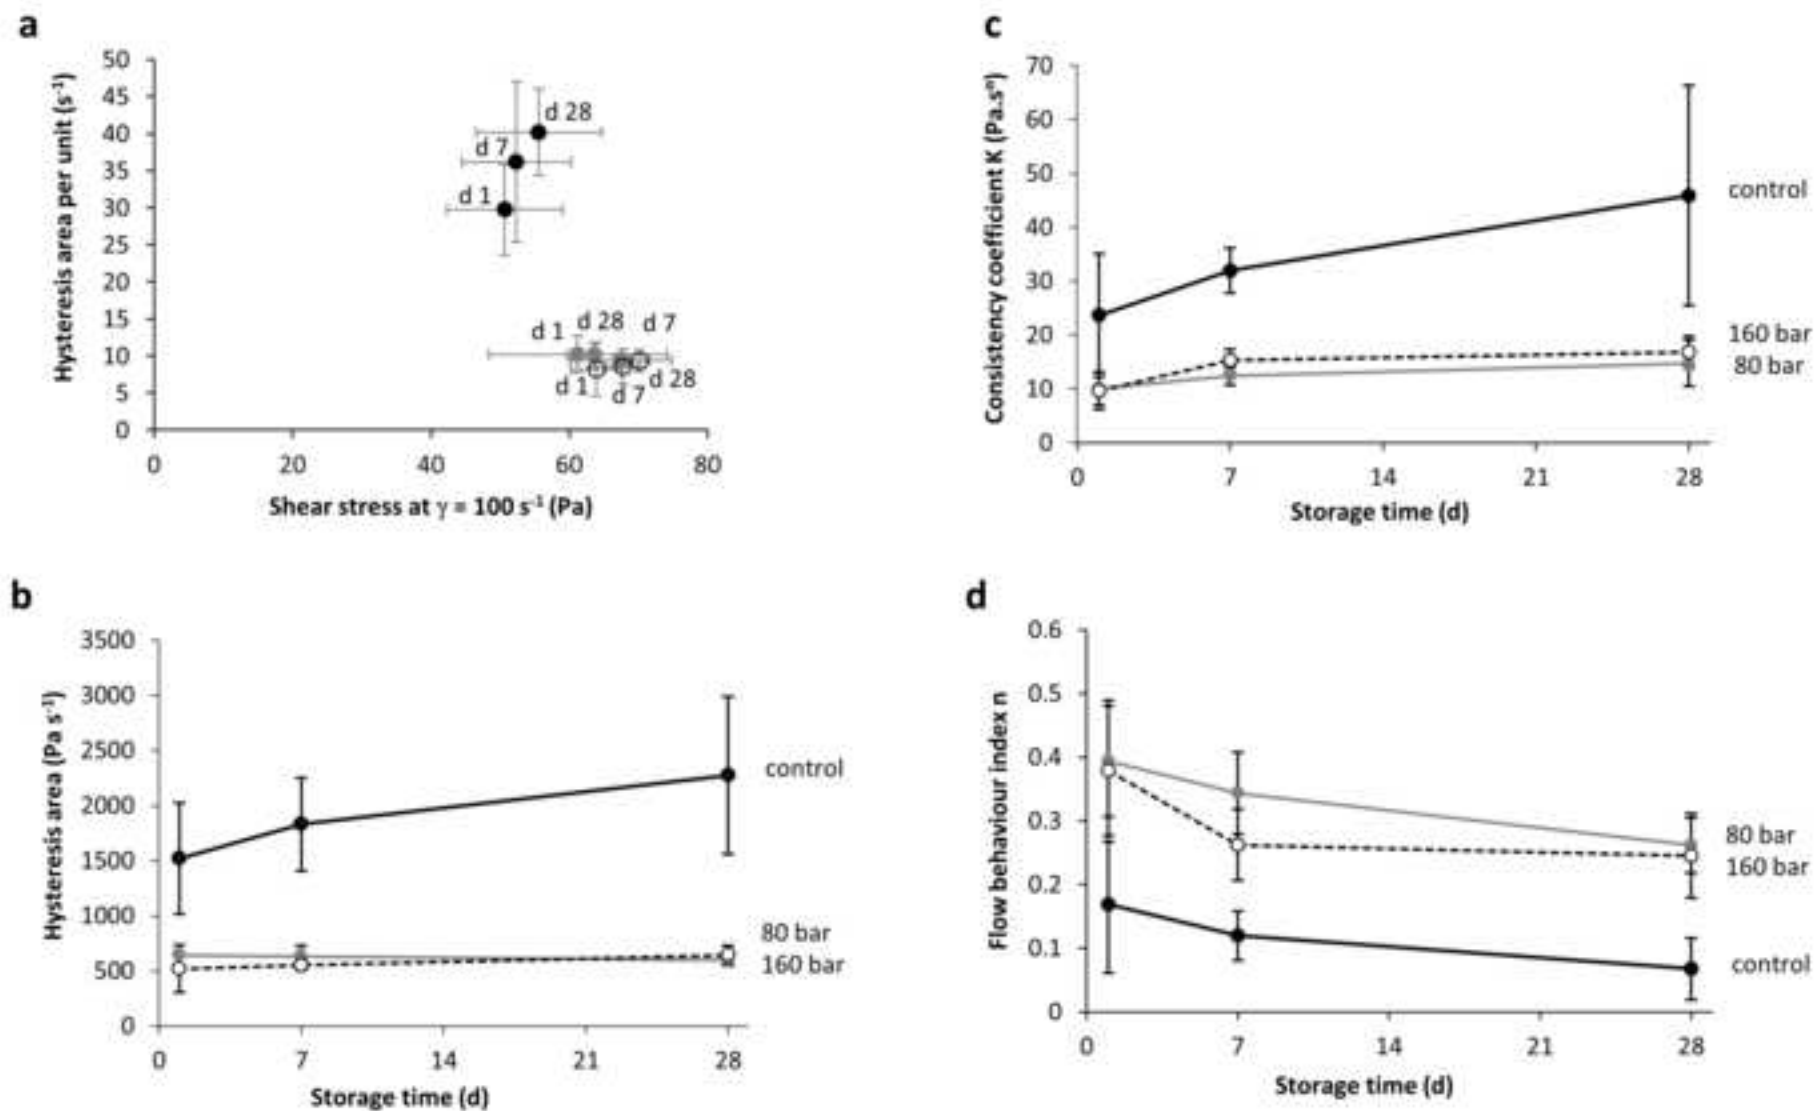 a
50
45
40
35
30
25
20
15
10
5
0
Hysteresis area per unit (s⁻¹)
d 28
d 7
d 1
d 1
d 28
d 7
d 1
d 7
d 28
0 20 40 60 80
Shear stress at γ = 100 s⁻¹ (Pa)
c
70
60
50
40
30
20
10
0
Consistency coefficient K (Pa.sⁿ)
control
160 bar
80 bar
0 7 14 21 28
Storage time (d)
b
3500
3000
2500
2000
1500
1000
500
0
Hysteresis area (Pa s⁻¹)
control
80 bar
160 bar
0 7 14 21 28
Storage time (d)
d
0.6
0.5
0.4
0.3
0.2
0.1
0
Flow behaviour index n
80 bar
160 bar
control
0 7 14 21 28
Storage time (d)